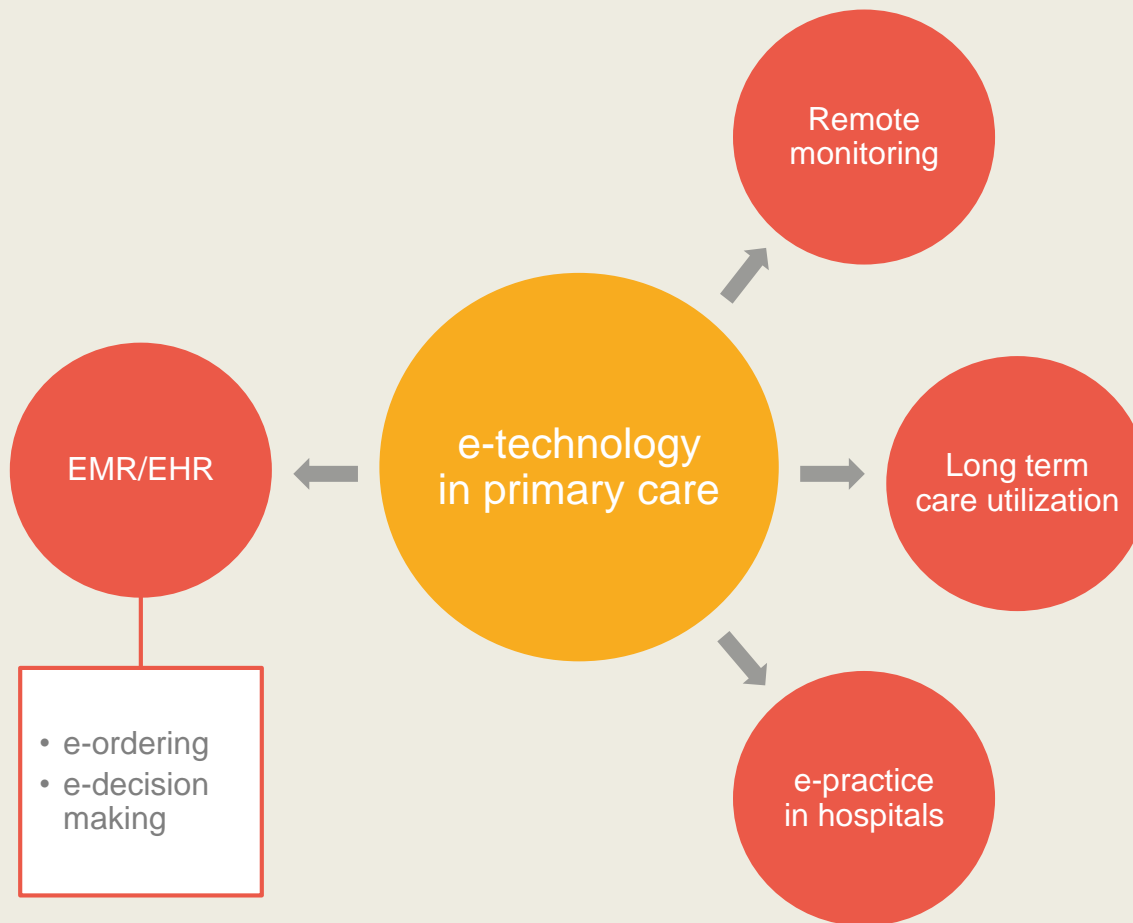 Remote
monitoring
e-technology
in primary care
EMR/EHR
Long term
care utilization
• e-ordering
• e-decision
making
e-practice
in hospitals